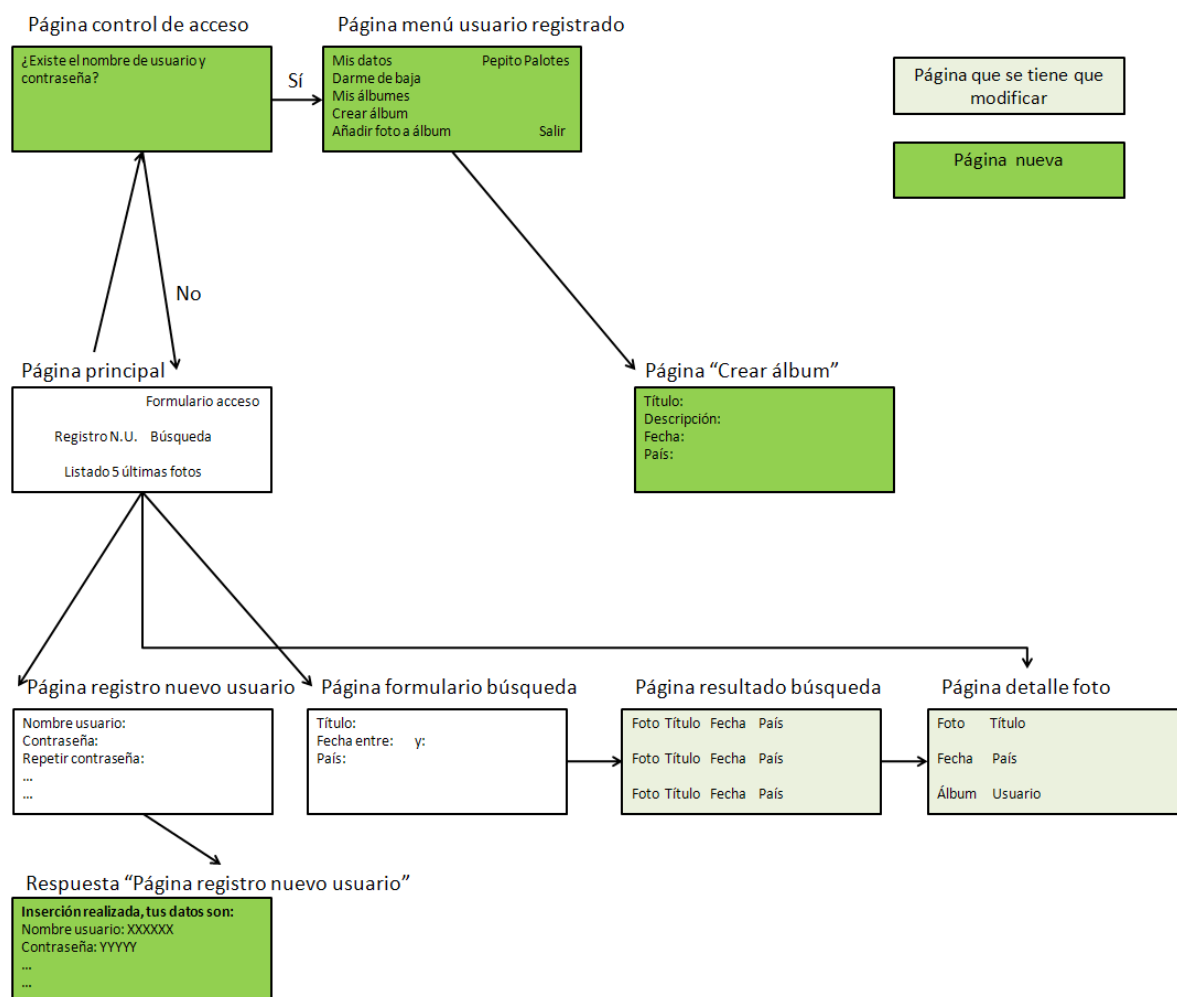 Página control de acceso
¿Existe el nombre de usuario y
contraseña?
Sí
Página menú usuario registrado
Mis datos Pepito Palotes
Darme de baja
Mis álbumes
Crear álbum
Añadir foto a álbum Salir
Página que se tiene que
modificar
Página nueva
No
Página principal
Formulario acceso
Registro N.U. Búsqueda
Listado 5 últimas fotos
Página “Crear álbum”
Título:
Descripción:
Fecha:
País:
Página registro nuevo usuario
Nombre usuario:
Contraseña:
Repetir contraseña:
...
...
Página formulario búsqueda
Título:
Fecha entre: y:
País:
Página resultado búsqueda
Foto Título Fecha País
Foto Título Fecha País
Foto Título Fecha País
Página detalle foto
Foto Título
Fecha País
Álbum Usuario
Respuesta “Página registro nuevo usuario”
Inserción realizada, tus datos son:
Nombre usuario: XXXXXX
Contraseña: YYYYY
...
...